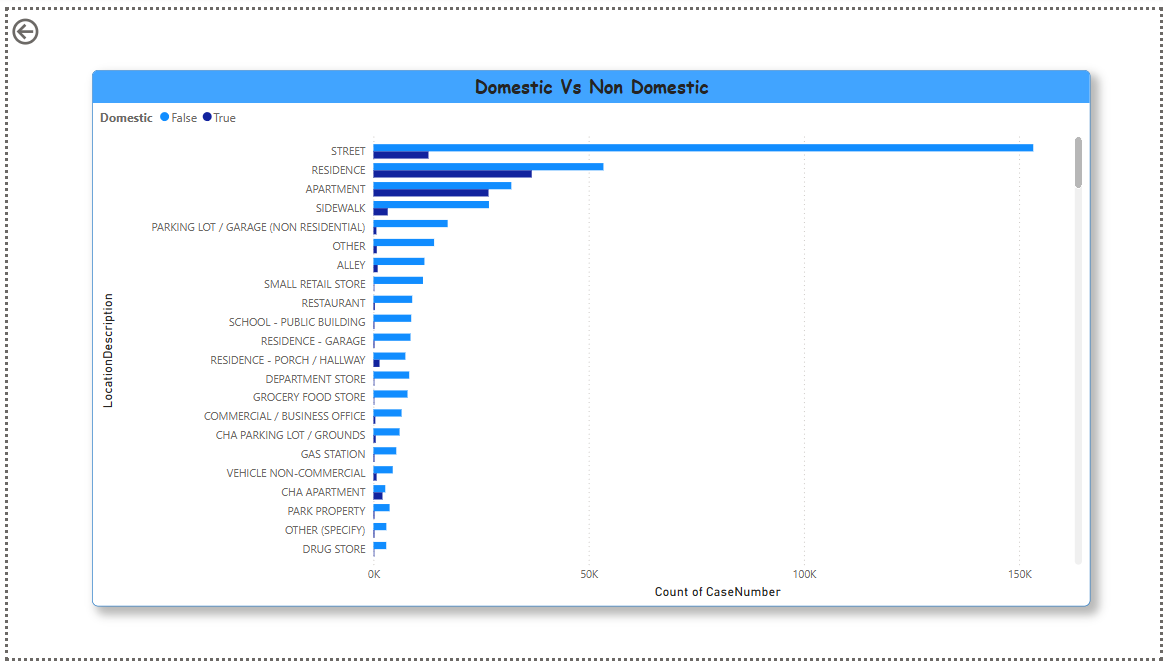 Domestic Vs Non Domestic
Domestic False True
LocationDescription
STREET
RESIDENCE
APARTMENT
SIDEWALK
PARKING LOT / GARAGE (NON RESIDENTIAL)
OTHER
ALLEY
SMALL RETAIL STORE
RESTAURANT
SCHOOL - PUBLIC BUILDING
RESIDENCE - GARAGE
RESIDENCE - PORCH / HALLWAY
DEPARTMENT STORE
GROCERY FOOD STORE
COMMERCIAL / BUSINESS OFFICE
CHA PARKING LOT / GROUNDS
GAS STATION
VEHICLE NON-COMMERCIAL
CHA APARTMENT
PARK PROPERTY
OTHER (SPECIFY)
DRUG STORE
0K 50K 100K 150K
Count of CaseNumber